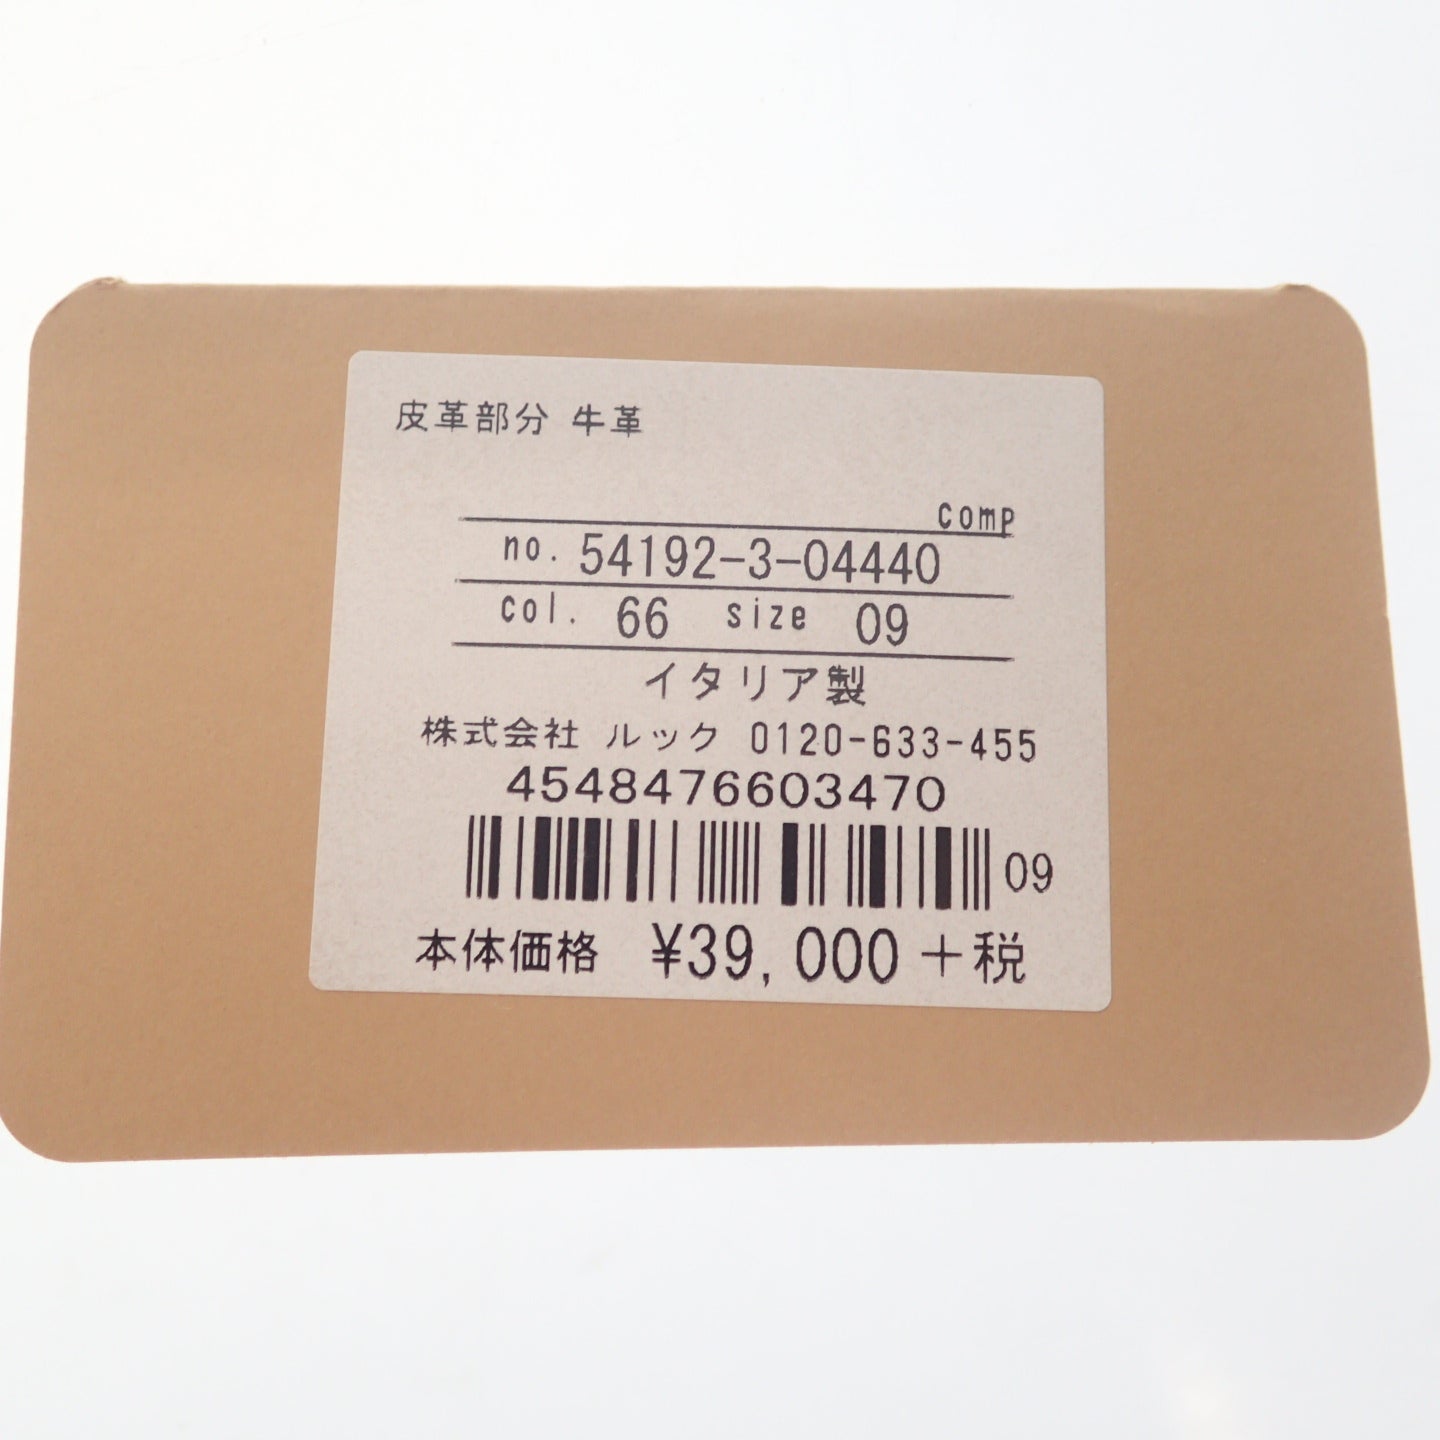 皮革部分 牛革
comp
no. 54192-3-04440
col. 66 size 09
イタリア製
株式会社 ルック 0120-633-455
4548476603470
09
本体価格 ¥39,000+税